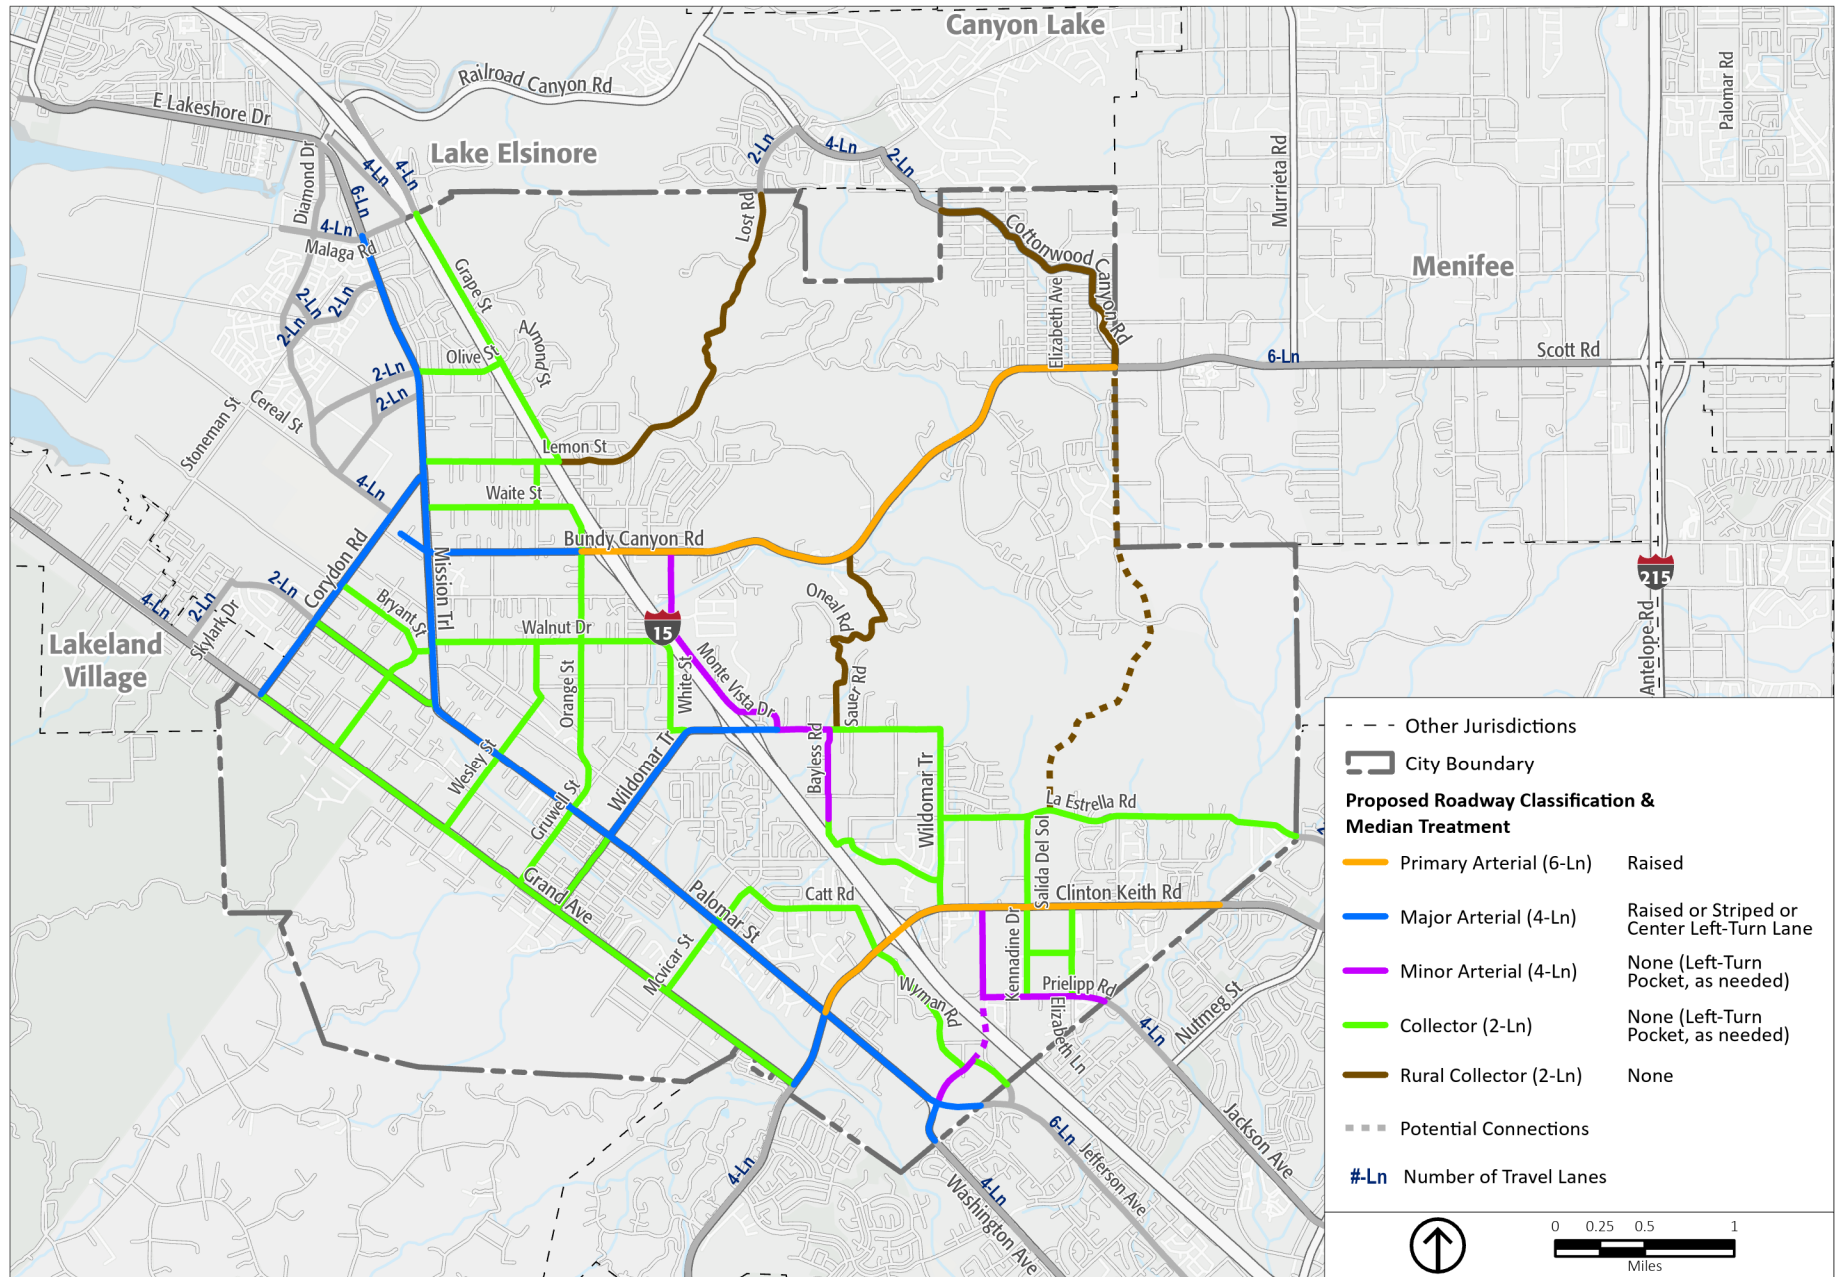 Canyon Lake
Railroad Canyon Rd
E Lakeshore Dr
Lake Elsinore
4-Ln
4-Ln
6-Ln
2-Ln
4-Ln
2-Ln
Palomar Rd
Murrieta Rd
Diamond Dr
4-Ln
Malaga Rd
Lost Rd
Cottonwood Canyon Rd
Menifee
Grape St
2-Ln
2-Ln
2-Ln
Almond St
Elizabeth Ave
Olive St
2-Ln
2-Ln
6-Ln
Scott Rd
Cereal St
Stoneman St
Lemon St
4-Ln
Waite St
Bundy Canyon Rd
Corydon Rd
Mission Trl
2-Ln
4-Ln
2-Ln
Skylark Dr
Bryant St
Walnut Dr
15
Oneal Rd
215
Antelope Rd
Lakeland
Village
Orange St
White St
Monte Vista Dr
Sauer Rd
Bayless Rd
Wesley St
Gruwell St
Wildomar Tr
Wildomar Tr
La Estrella Rd
Salida Del Sol
Grand Ave
Palomar St
Catt Rd
Clinton Keith Rd
Mcvicar St
Wyman Rd
Kennadine Dr
Prielipp Rd
Elizabeth Ln
4-Ln
Nutmeg St
Jackson Ave
6-Ln
Jefferson Ave
4-Ln
4-Ln
Washington Ave
Other Jurisdictions
City Boundary
Proposed Roadway Classification &
Median Treatment
Primary Arterial (6-Ln) Raised
Major Arterial (4-Ln) Raised or Striped or
Center Left-Turn Lane
Minor Arterial (4-Ln) None (Left-Turn
Pocket, as needed)
Collector (2-Ln) None (Left-Turn
Pocket, as needed)
Rural Collector (2-Ln) None
Potential Connections
#-Ln Number of Travel Lanes
0 0.25 0.5 1
Miles